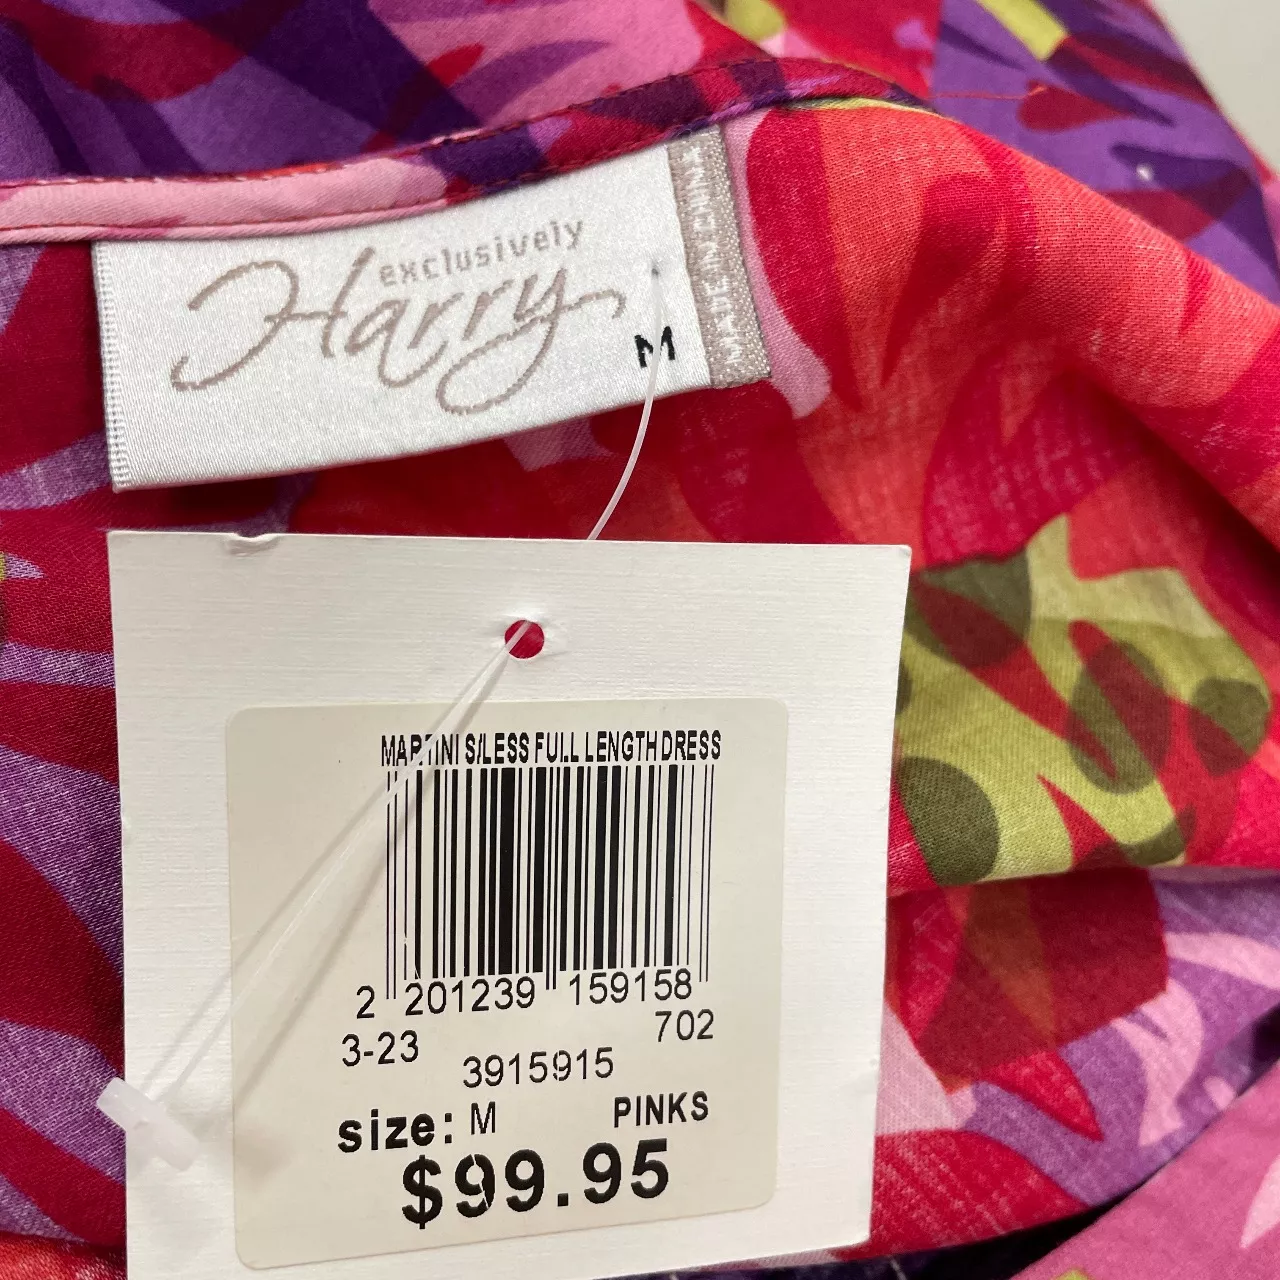 exclusively
Harry
M
MADE IN CHINA
MARTINI S/LESS FULL LENGTH DRESS
2 201239 159158
702
3-23
3915915
size: M PINKS
$99.95